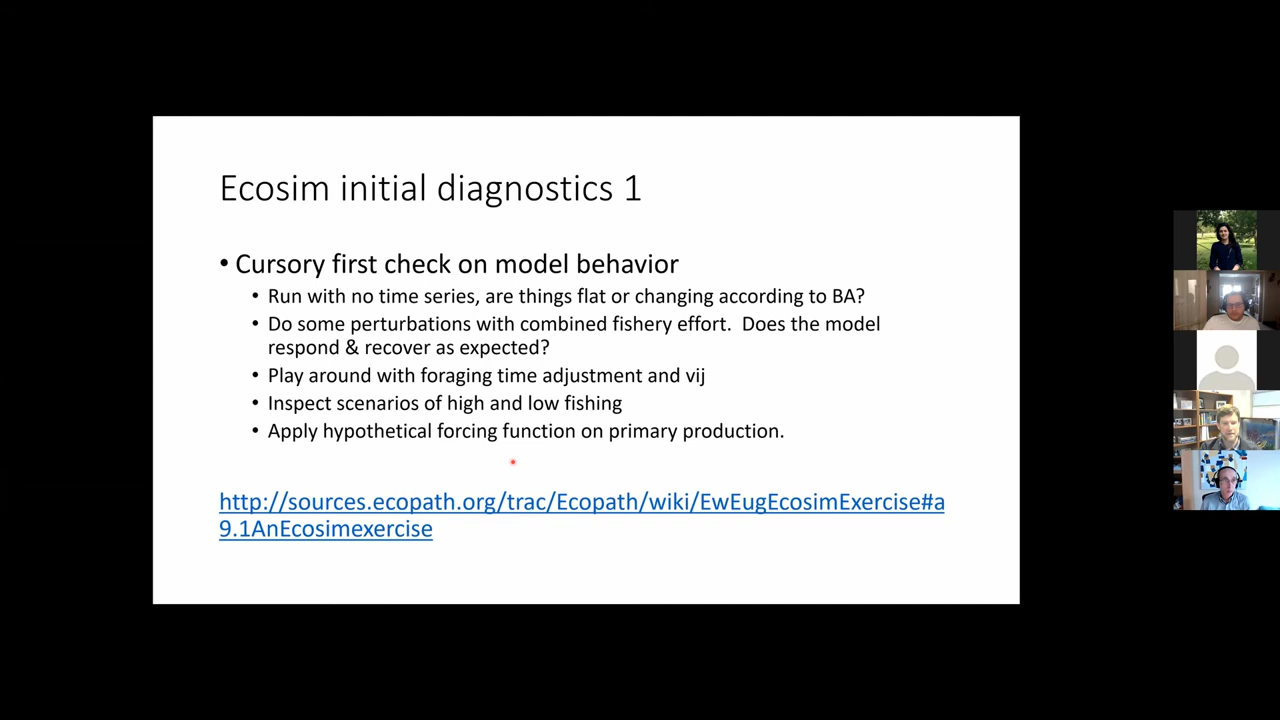 Ecosim initial diagnostics 1
• Cursory first check on model behavior
• Run with no time series, are things flat or changing according to BA?
• Do some perturbations with combined fishery effort.  Does the model
respond & recover as expected?
• Play around with foraging time adjustment and vij
• Inspect scenarios of high and low fishing
• Apply hypothetical forcing function on primary production.
http://sources.ecopath.org/trac/Ecopath/wiki/EwEugEcosimExercise#a
9.1AnEcosimexercise